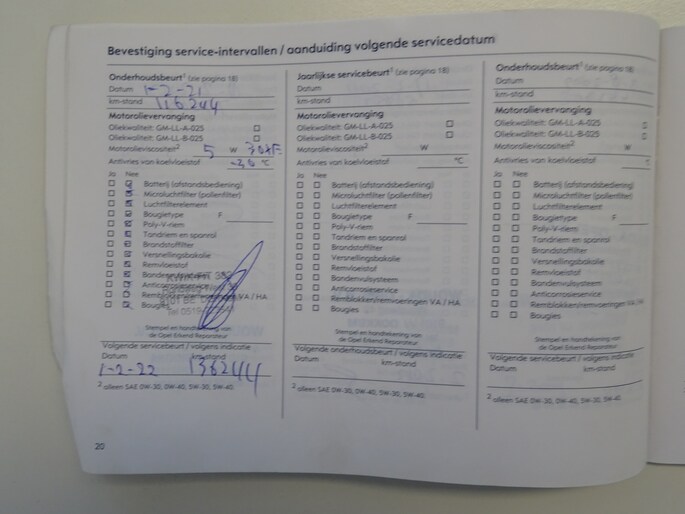 Bevestiging service-intervallen / aanduiding volgende servicedatum
Onderhoudsbeurt¹ (zie pagina 18)
Datum 1-2-21
km-stand 116244
Motorolievervanging
Oliekwaliteit: GM-LL-A-025
Oliekwaliteit: GM-LL-B-025
Motorolieviscositeit² 5 W
Antivries van koelvloeistof -30 °C
Ja Nee
Batterij (afstandsbediening)
Microluchtfilter (pollenfilter)
Luchtfilterelement
Bougietype F
Poly-V-riem
Tandriem en spanrol
Brandstoffilter
Versnellingsbakolie
Remvloeistof
Bandenvulsysteem
Anticorrosieservice
Remblokken/remvoeringen VA / HA
Bougies
Stempel en handtekening van
de Opel Erkend Reparateur
Volgende servicebeurt / volgens indicatie
Datum km-stand
1-2-22 136244
² alleen SAE 0W-30, 0W-40, 5W-30, 5W-40.
20
Jaarlijkse servicebeurt¹ (zie pagina 18)
Datum
km-stand
Motorolievervanging
Oliekwaliteit: GM-LL-A-025
Oliekwaliteit: GM-LL-B-025
Motorolieviscositeit² W
Antivries van koelvloeistof °C
Ja Nee
Batterij (afstandsbediening)
Microluchtfilter (pollenfilter)
Luchtfilterelement
Bougietype F
Poly-V-riem
Tandriem en spanrol
Brandstoffilter
Versnellingsbakolie
Remvloeistof
Bandenvulsysteem
Anticorrosieservice
Remblokken/remvoeringen VA / HA
Bougies
Stempel en handtekening van
de Opel Erkend Reparateur
Volgende onderhoudsbeurt / volgens indicatie
Datum km-stand
² alleen SAE 0W-30, 0W-40, 5W-30, 5W-40.
Onderhoudsbeurt¹ (zie pagina 18)
Datum
km-stand
Motorolievervanging
Oliekwaliteit: GM-LL-A-025
Oliekwaliteit: GM-LL-B-025
Motorolieviscositeit² W
Antivries van koelvloeistof
Ja Nee
Batterij (afstandsbediening)
Microluchtfilter (pollenfilter)
Luchtfilterelement
Bougietype F
Poly-V-riem
Tandriem en spanrol
Brandstoffilter
Versnellingsbakolie
Remvloeistof
Bandenvulsysteem
Anticorrosieservice
Remblokken/remvoeringen VA / HA
Bougies
Stempel en handtekening van
de Opel Erkend Reparateur
Volgende servicebeurt / volgens indicatie
Datum km-stand
² alleen SAE 0W-30, 0W-40, 5W-30, 5W-40.